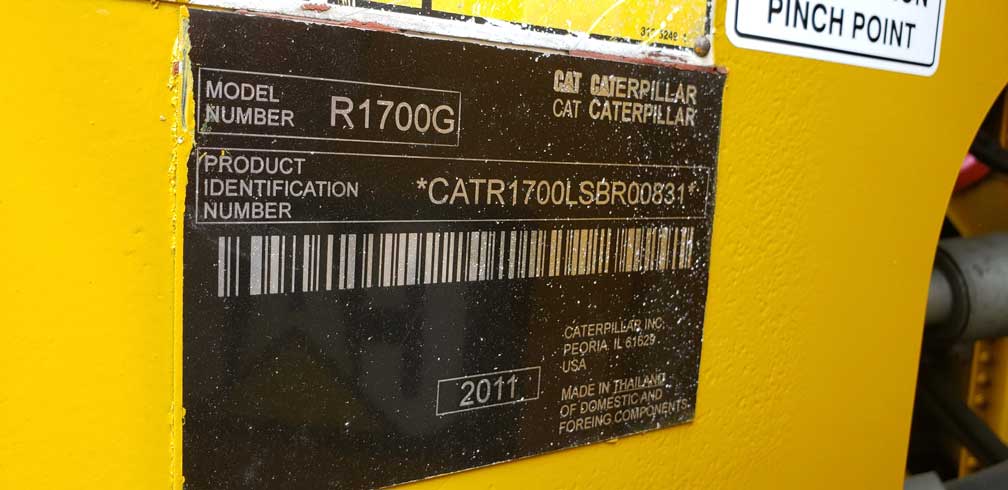 PINCH POINT
CAT CATERPILLAR
CAT CATERPILLAR
MODEL
NUMBER R1700G
PRODUCT
IDENTIFICATION
NUMBER
*CATR1700LSBR00831*
CATERPILLAR INC.
PEORIA, IL 61629
USA
2011
MADE IN THAILAND
OF DOMESTIC AND
FOREING COMPONENTS.